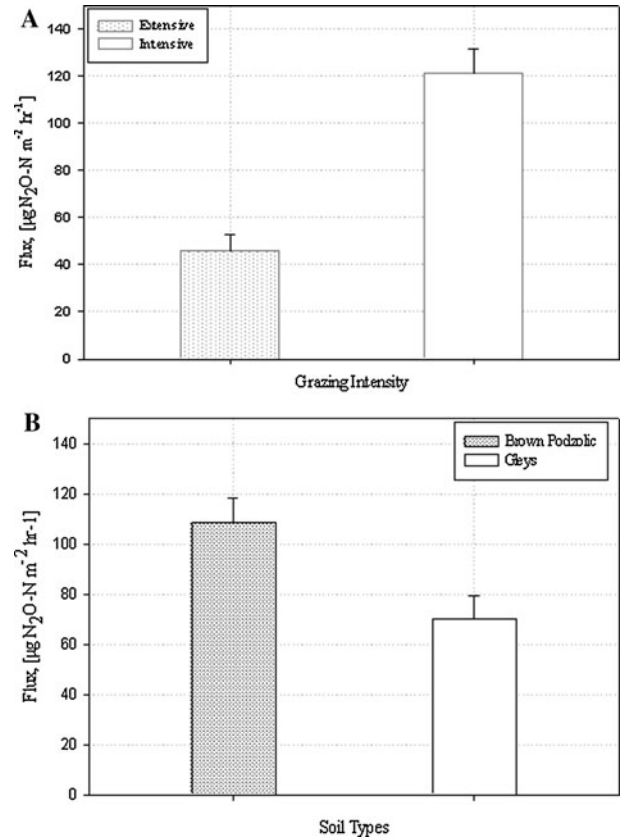 A
Extensive
Intensive
140
120
100
80
60
40
20
0
Flux, [µg N₂O-N m⁻² hr⁻¹]
Grazing Intensity
B
Brown Podzolic
Gleys
140
120
100
80
60
40
20
0
Flux, [µg N₂O-N m⁻² hr-1]
Soil Types